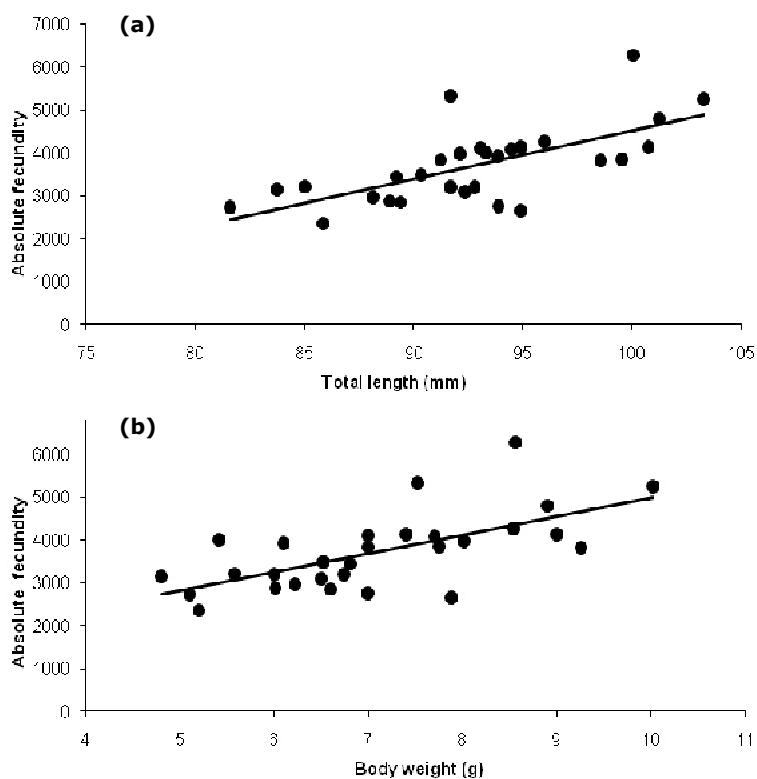 (a)
7000
6000
5000
4000
3000
2000
1000
0
Absolute fecundity
75 80 85 90 95 100 105
Total length (mm)
(b)
6000
5000
4000
3000
2000
1000
0
Absolute fecundity
4 5 6 7 8 9 10 11
Body weight (g)